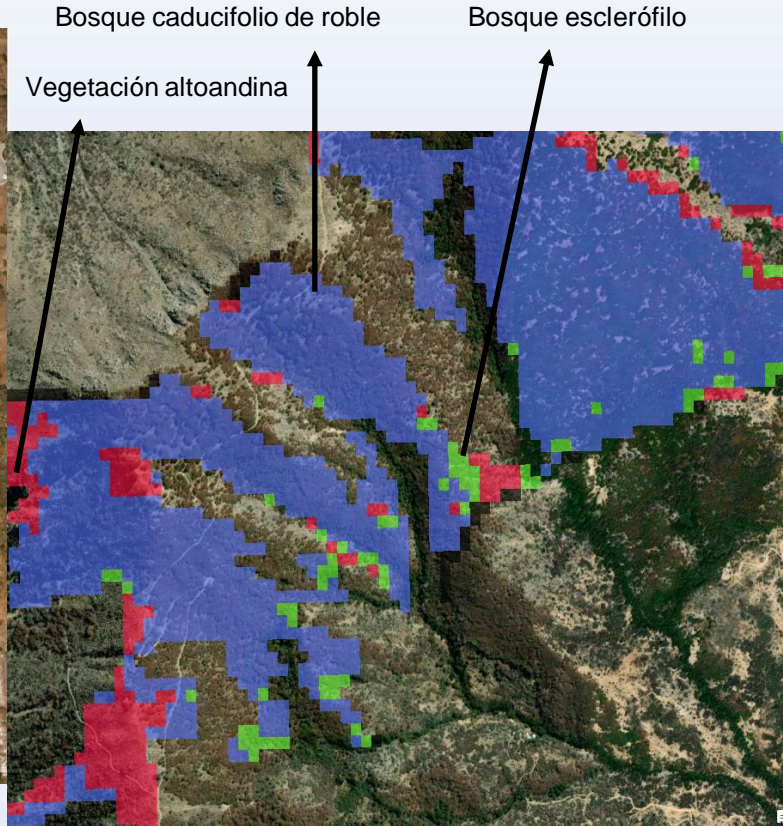 Bosque caducifolio de roble
Bosque esclerófilo
Vegetación altoandina